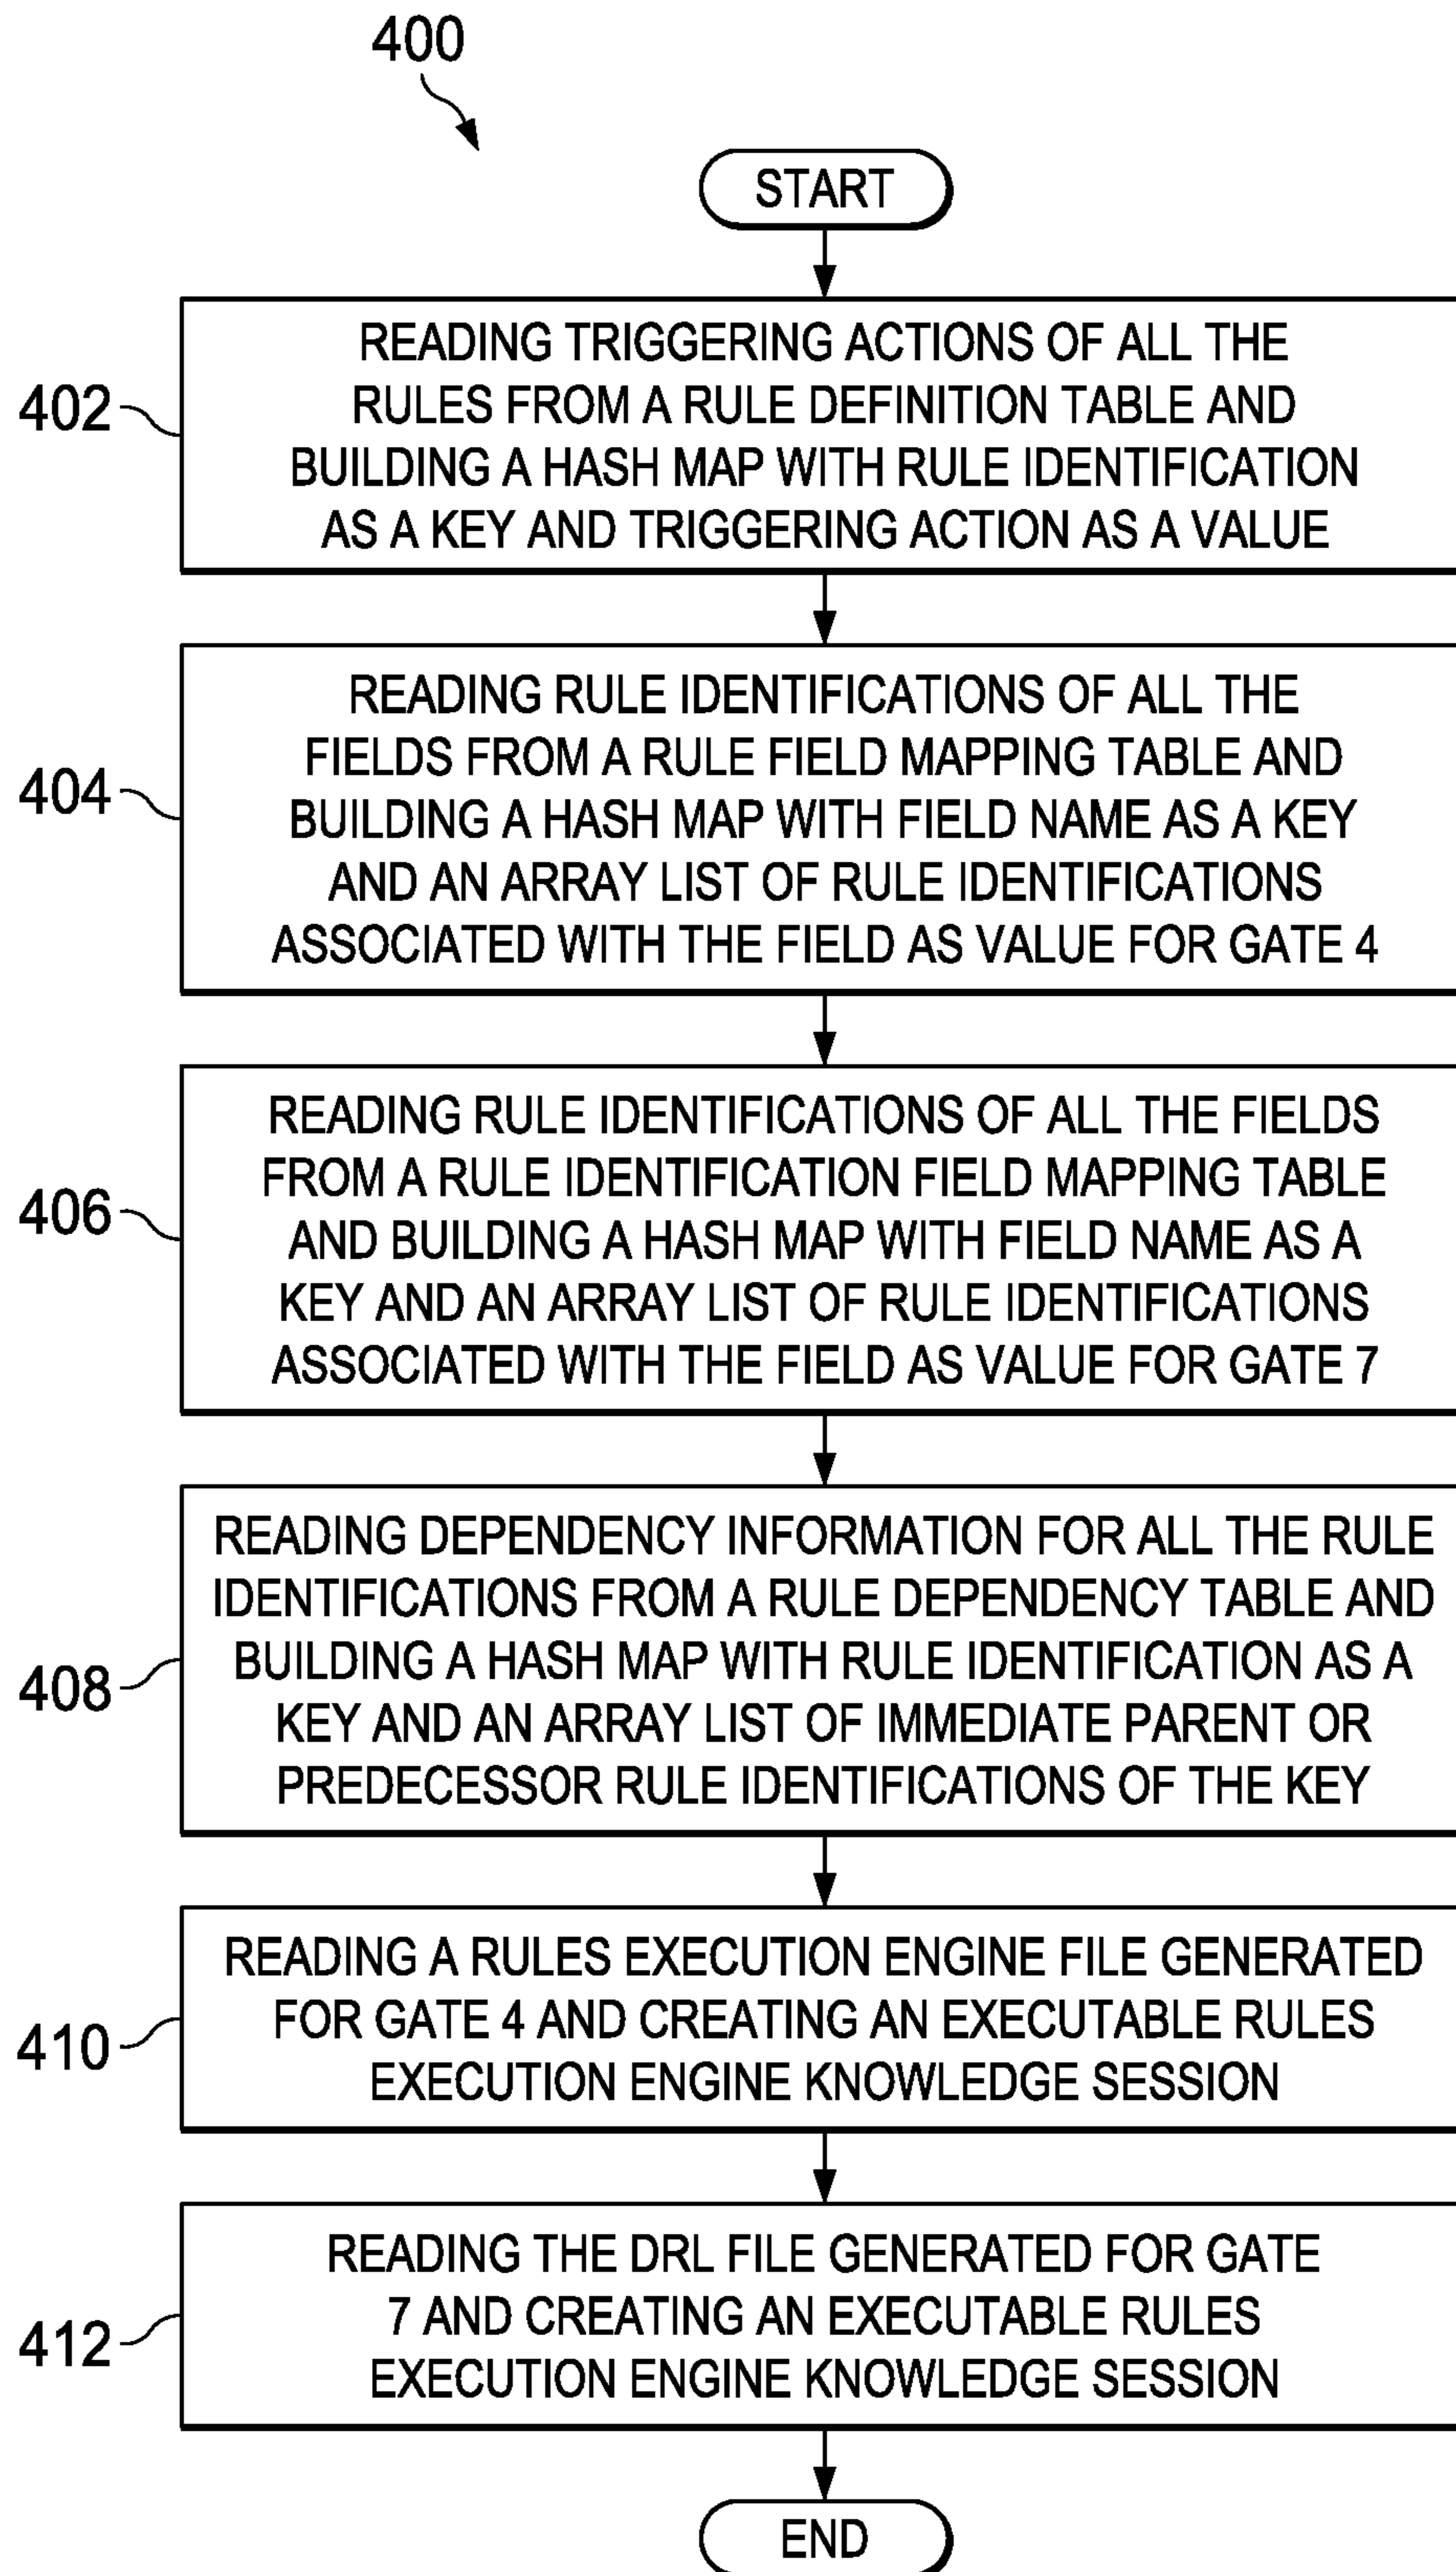 400
START
402
READING TRIGGERING ACTIONS OF ALL THE
RULES FROM A RULE DEFINITION TABLE AND
BUILDING A HASH MAP WITH RULE IDENTIFICATION
AS A KEY AND TRIGGERING ACTION AS A VALUE
404
READING RULE IDENTIFICATIONS OF ALL THE
FIELDS FROM A RULE FIELD MAPPING TABLE AND
BUILDING A HASH MAP WITH FIELD NAME AS A KEY
AND AN ARRAY LIST OF RULE IDENTIFICATIONS
ASSOCIATED WITH THE FIELD AS VALUE FOR GATE 4
406
READING RULE IDENTIFICATIONS OF ALL THE FIELDS
FROM A RULE IDENTIFICATION FIELD MAPPING TABLE
AND BUILDING A HASH MAP WITH FIELD NAME AS A
KEY AND AN ARRAY LIST OF RULE IDENTIFICATIONS
ASSOCIATED WITH THE FIELD AS VALUE FOR GATE 7
408
READING DEPENDENCY INFORMATION FOR ALL THE RULE
IDENTIFICATIONS FROM A RULE DEPENDENCY TABLE AND
BUILDING A HASH MAP WITH RULE IDENTIFICATION AS A
KEY AND AN ARRAY LIST OF IMMEDIATE PARENT OR
PREDECESSOR RULE IDENTIFICATIONS OF THE KEY
410
READING A RULES EXECUTION ENGINE FILE GENERATED
FOR GATE 4 AND CREATING AN EXECUTABLE RULES
EXECUTION ENGINE KNOWLEDGE SESSION
412
READING THE DRL FILE GENERATED FOR GATE
7 AND CREATING AN EXECUTABLE RULES
EXECUTION ENGINE KNOWLEDGE SESSION
END